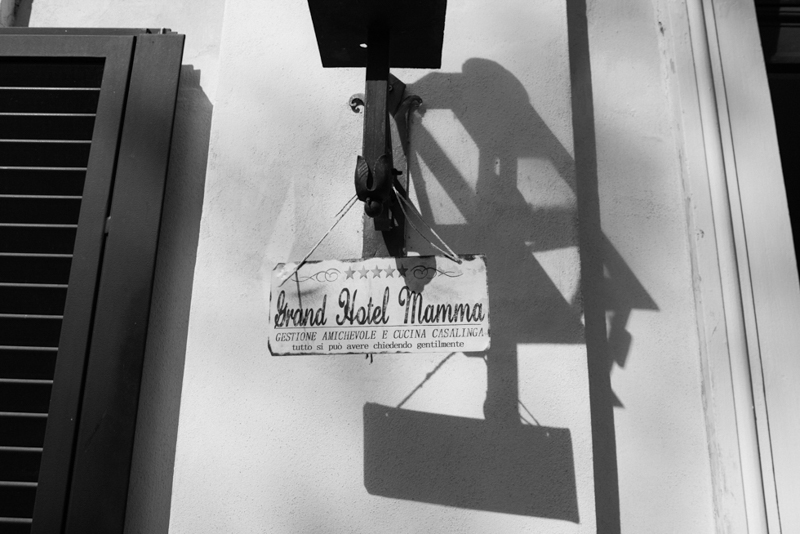 Grand Hotel Mamma
GESTIONE AMICHEVOLE E CUCINA CASALINGA
tutto si può avere chiedendo gentilmente